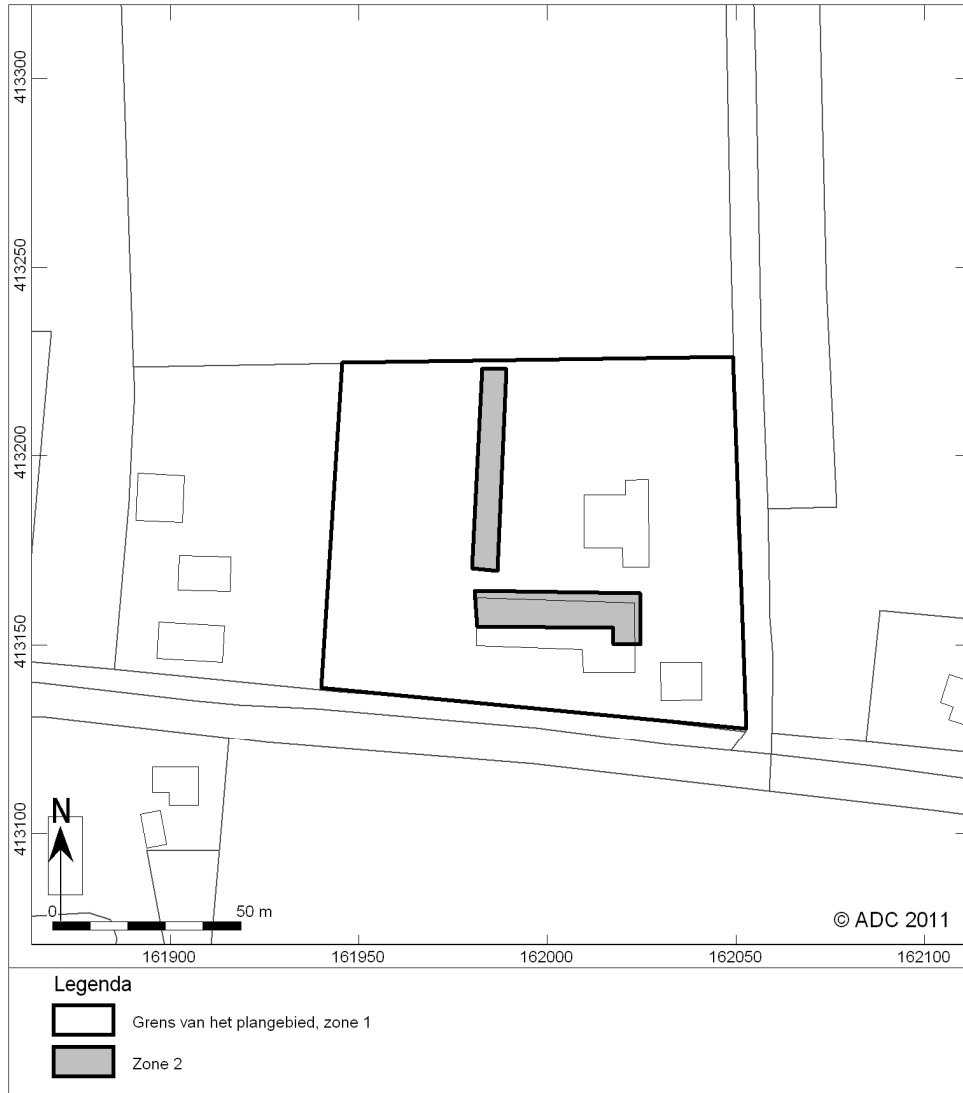 413300
413250
413200
413150
413100
N
0 50 m
© ADC 2011
161900 161950 162000 162050 162100
Legenda
Grens van het plangebied, zone 1
Zone 2